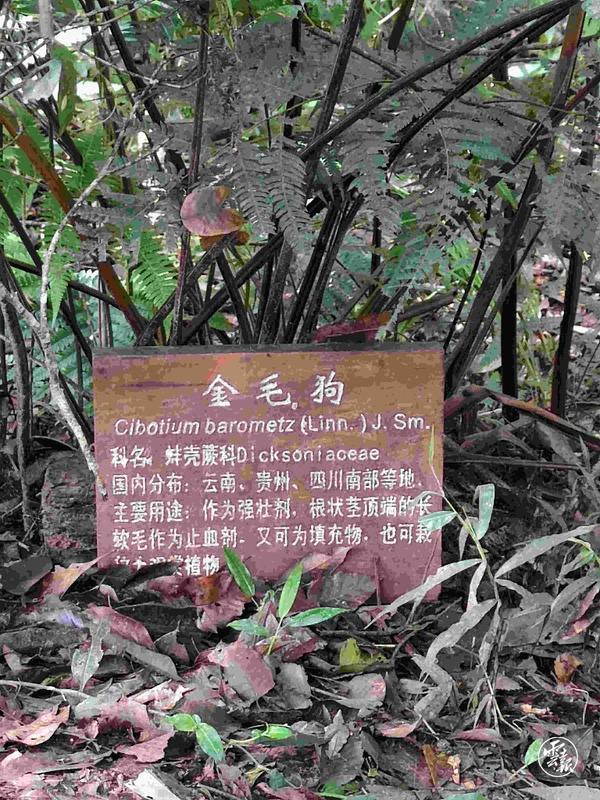 金毛狗
Cibotium barometz (Linn.) J. Sm.
科名: 蚌壳蕨科Dicksoniaceae
国内分布: 云南、贵州、四川南部等地.
主要用途: 作为强壮剂. 根状茎顶端的长
软毛作为止血剂. 又可为填充物. 也可栽
植物